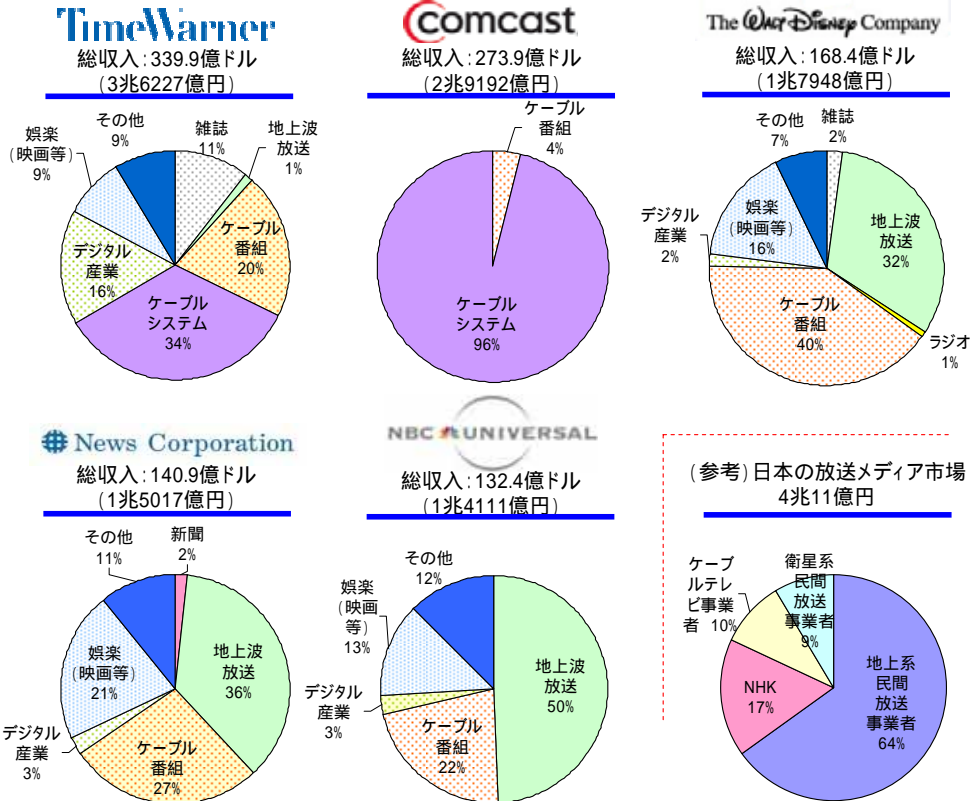 TimeWarner
総収入:339.9億ドル
(3兆6227億円)
その他
9%
雑誌
11%
地上波
放送
1%
娯楽
(映画等)
9%
ケーブル
番組
20%
デジタル
産業
16%
ケーブル
システム
34%
comcast
総収入:273.9億ドル
(2兆9192億円)
ケーブル
番組
4%
ケーブル
システム
96%
The WALT DISNEY Company
総収入:168.4億ドル
(1兆7948億円)
その他
7%
雑誌
2%
デジタル
産業
2%
娯楽
(映画等)
16%
地上波
放送
32%
ケーブル
番組
40%
ラジオ
1%
News Corporation
総収入:140.9億ドル
(1兆5017億円)
その他
11%
新聞
2%
娯楽
(映画等)
21%
地上波
放送
36%
デジタル
産業
3%
ケーブル
番組
27%
NBC UNIVERSAL
総収入:132.4億ドル
(1兆4111億円)
その他
12%
娯楽
(映画
等)
13%
地上波
放送
50%
デジタル
産業
3%
ケーブル
番組
22%
(参考)日本の放送メディア市場
4兆11億円
ケーブ
ルテレ
ビ事業
者 10%
衛星系
民間
放送
事業者
9%
NHK
17%
地上系
民間
放送
事業者
64%